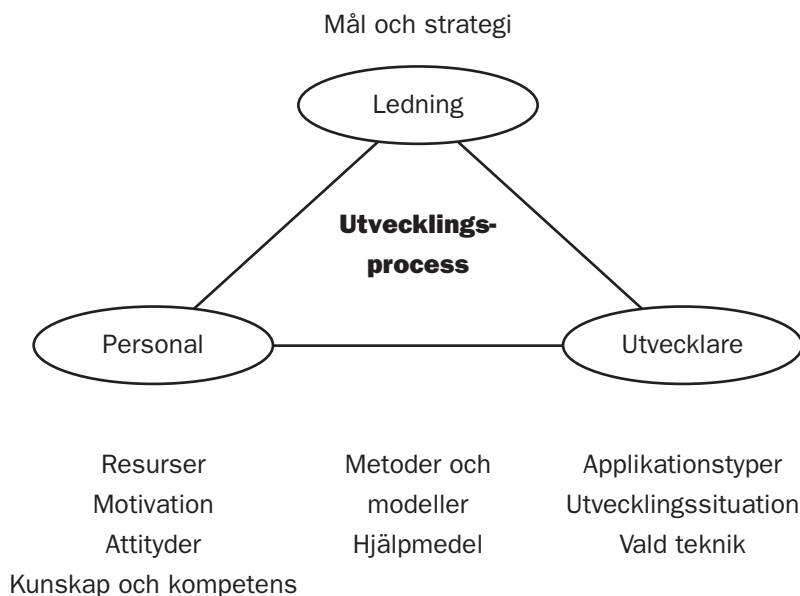 Mål och strategi
Ledning
Utvecklings-
process
Personal
Utvecklare
Resurser
Motivation
Attityder
Kunskap och kompetens
Metoder och
modeller
Hjälpmedel
Applikationstyper
Utvecklingssituation
Vald teknik